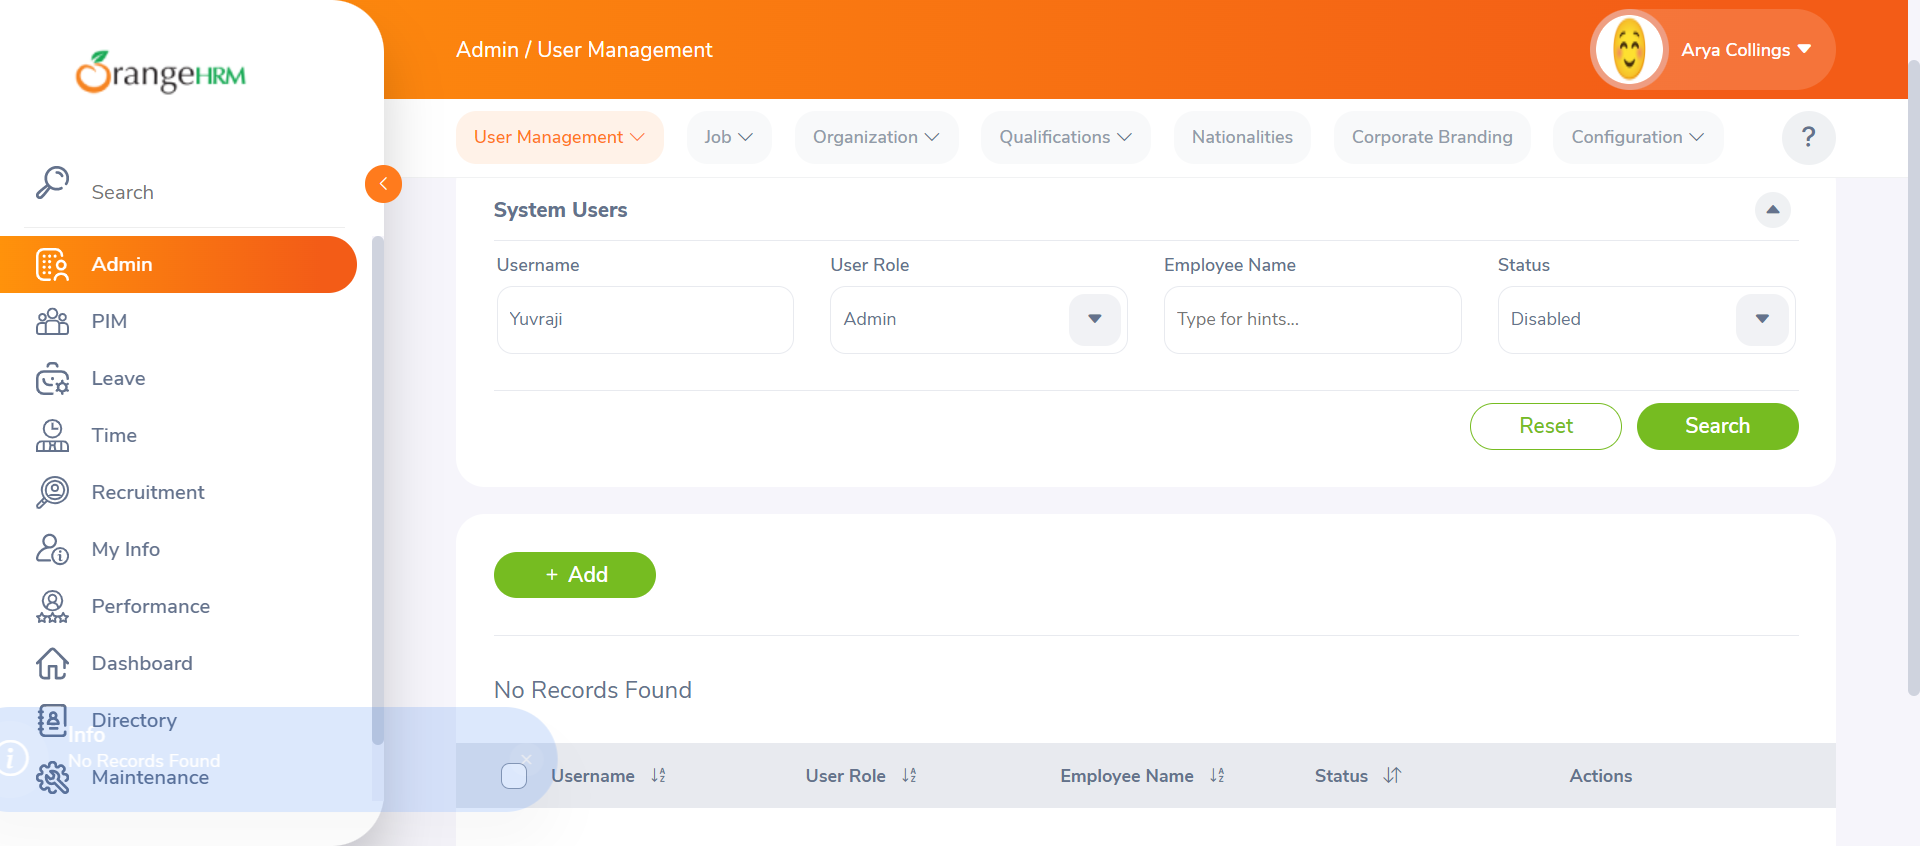 OrangeHRM
Admin / User Management
Arya Collings
Search
User Management
Job
Organization
Qualifications
Nationalities
Corporate Branding
Configuration
?
Admin
PIM
Leave
Time
Recruitment
My Info
Performance
Dashboard
Directory
Maintenance
System Users
Username
User Role
Employee Name
Status
Yuvraji
Admin
Type for hints...
Disabled
Reset
Search
+ Add
No Records Found
Username
User Role
Employee Name
Status
Actions
Info
No Records Found